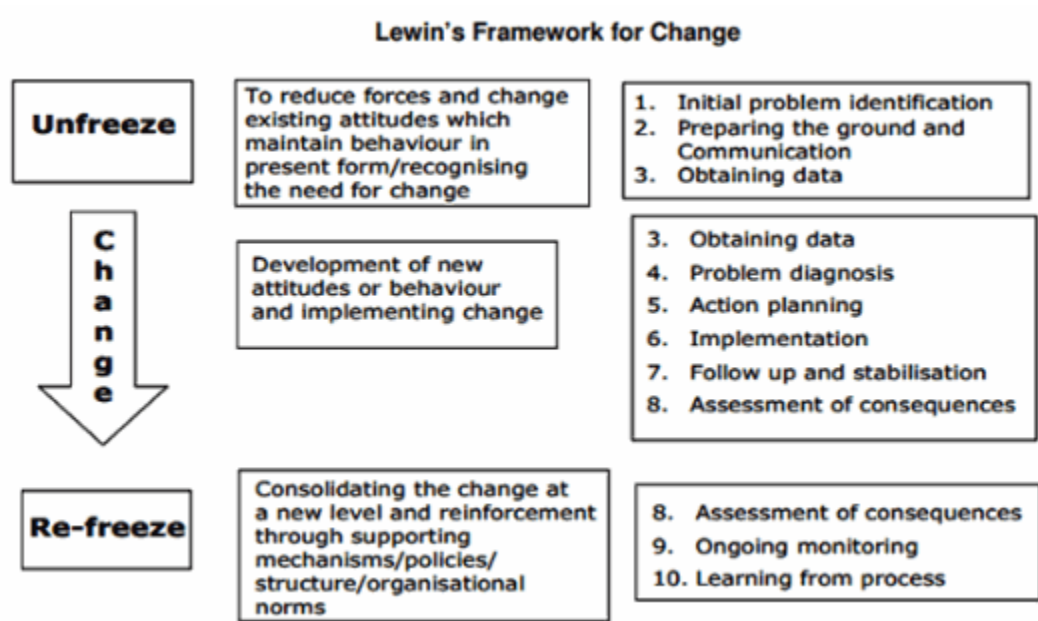 Lewin's Framework for Change
Unfreeze
To reduce forces and change
existing attitudes which
maintain behaviour in
present form/recognising
the need for change
1. Initial problem identification
2. Preparing the ground and
Communication
3. Obtaining data
Change
Development of new
attitudes or behaviour
and implementing change
3. Obtaining data
4. Problem diagnosis
5. Action planning
6. Implementation
7. Follow up and stabilisation
8. Assessment of consequences
Re-freeze
Consolidating the change at
a new level and reinforcement
through supporting
mechanisms/policies/
structure/organisational
norms
8. Assessment of consequences
9. Ongoing monitoring
10. Learning from process